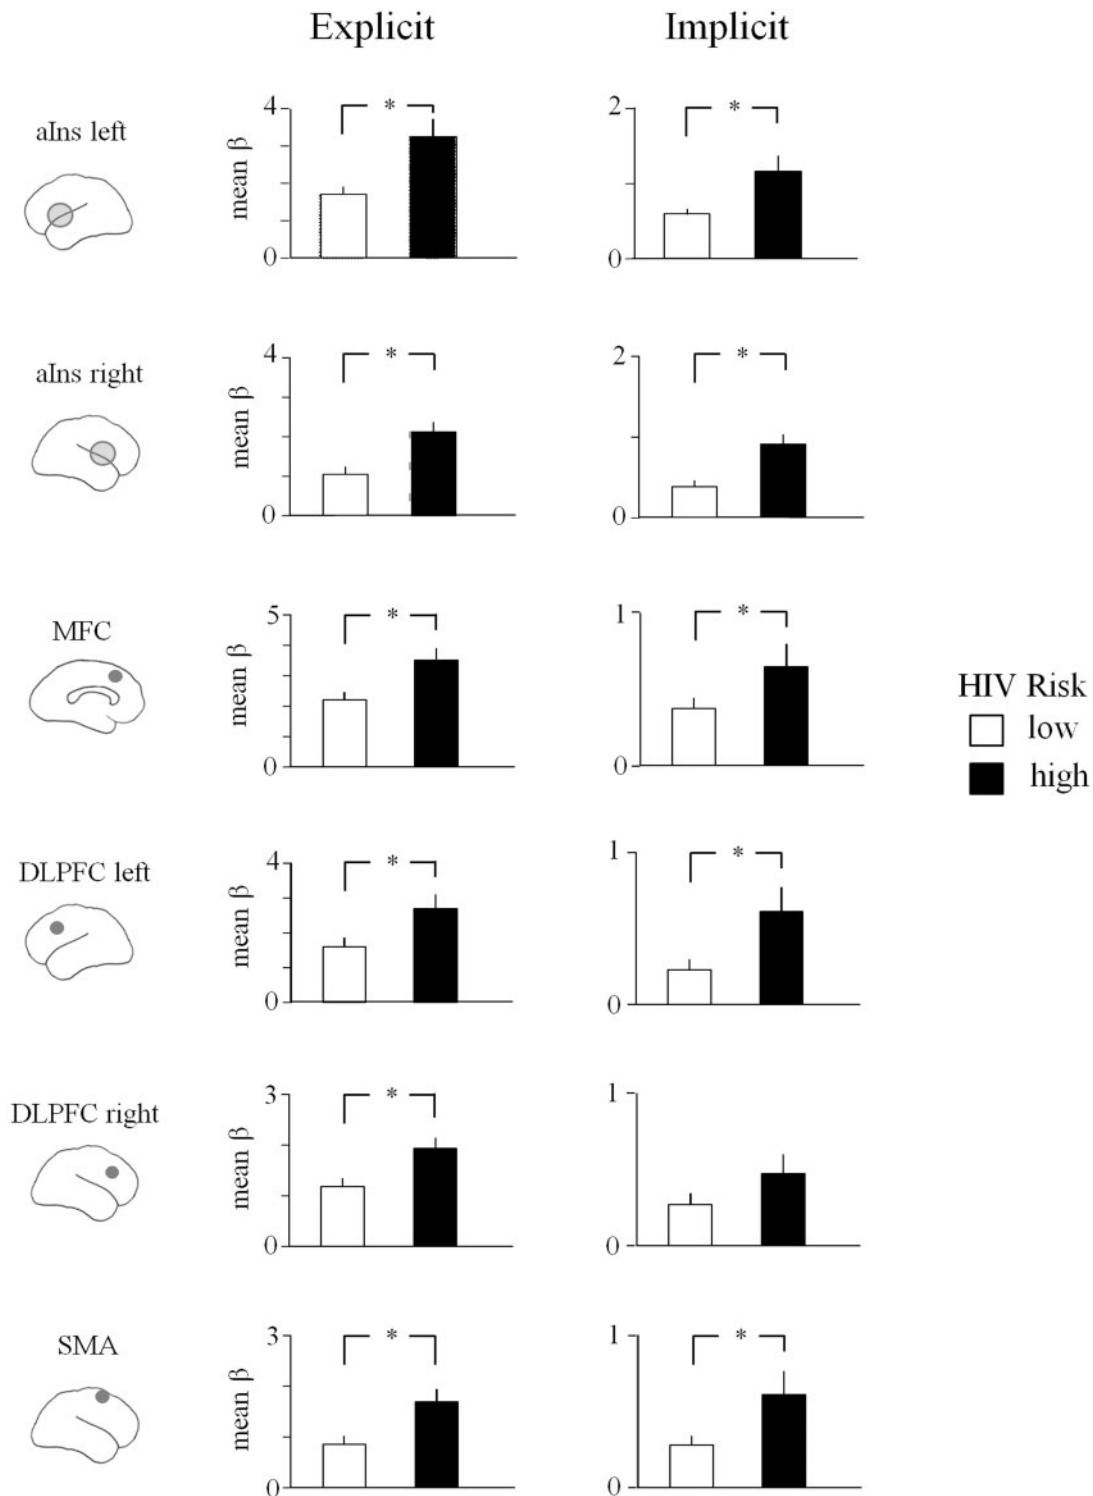 Explicit Implicit
aIns left
mean β
4
0
*
2
0
*
aIns right
mean β
4
0
*
2
0
*
MFC
mean β
5
0
*
1
0
*
HIV Risk
low
high
DLPFC left
mean β
4
0
*
1
0
*
DLPFC right
mean β
3
0
*
1
0
SMA
mean β
3
0
*
1
0
*